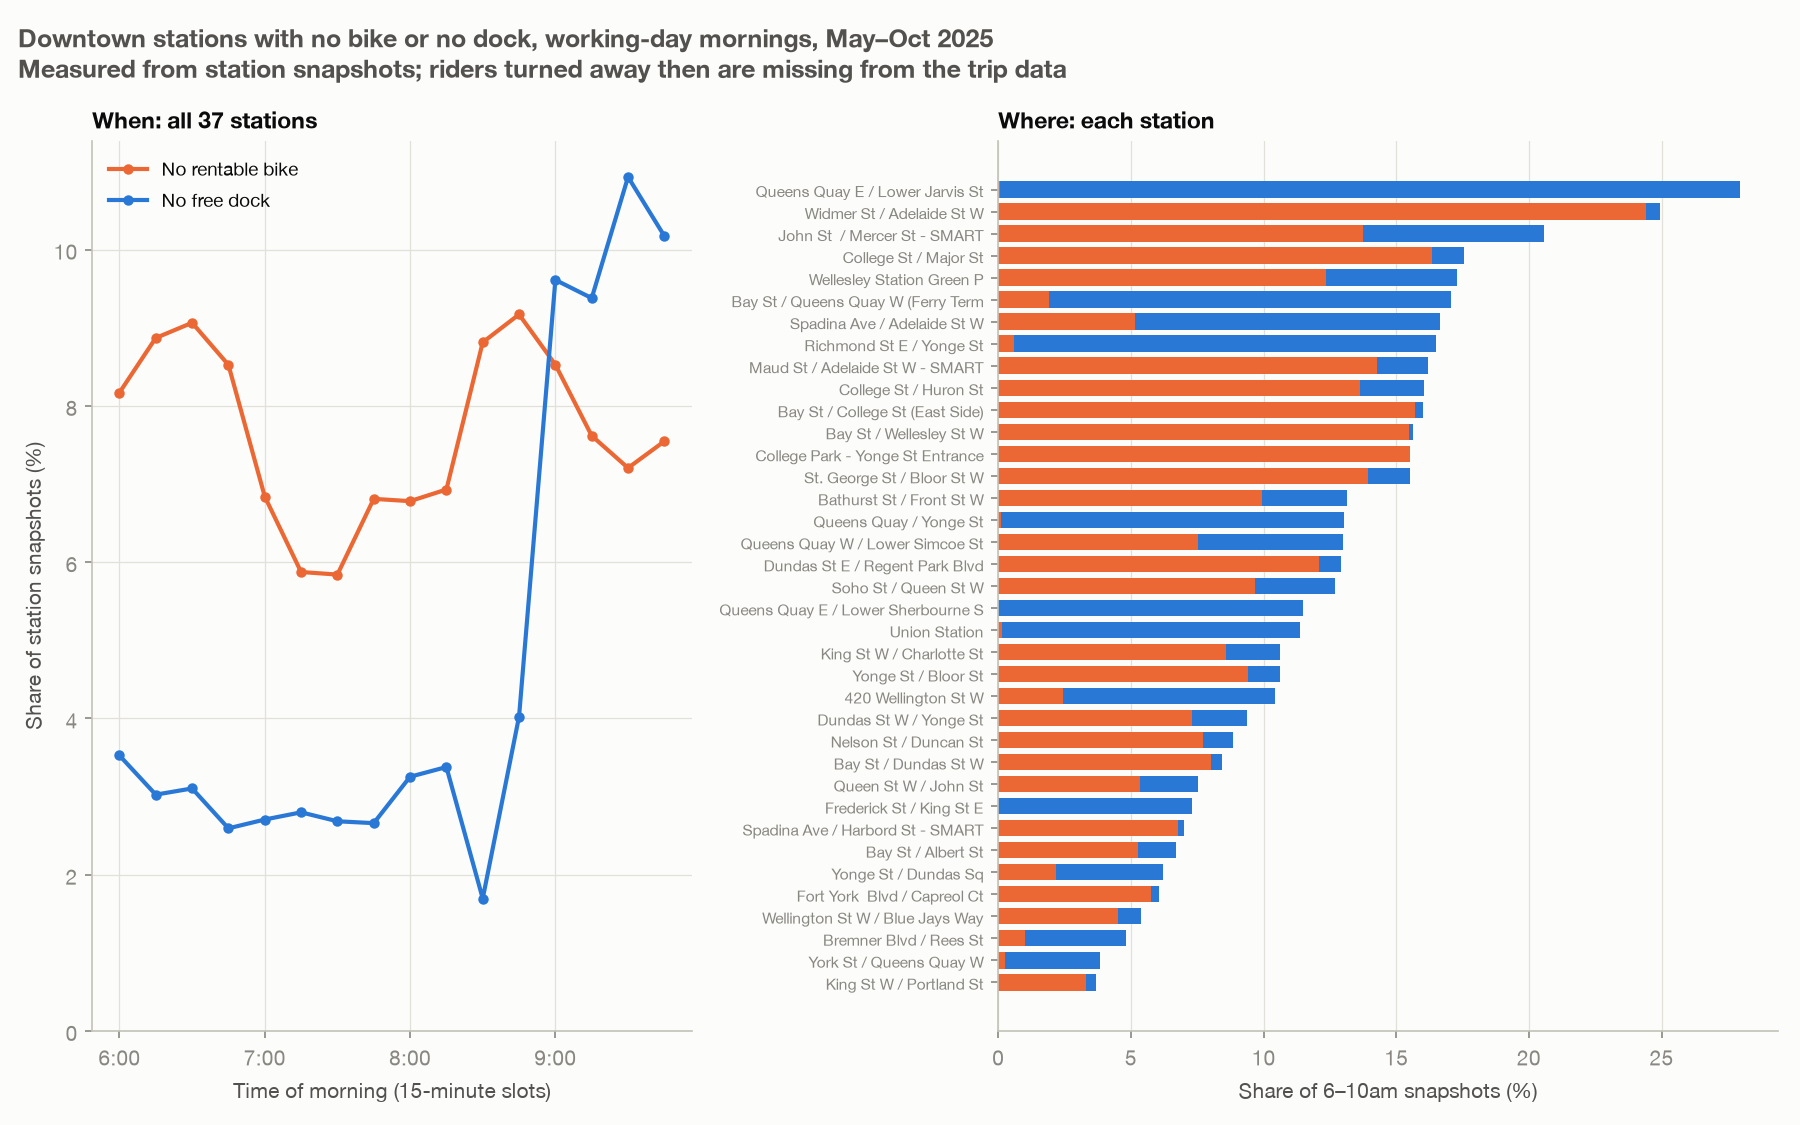 Downtown stations with no bike or no dock, working-day mornings, May–Oct 2025
Measured from station snapshots; riders turned away then are missing from the trip data
When: all 37 stations
No rentable bike
No free dock
Share of station snapshots (%)
10
8
6
4
2
0
6:00
7:00
8:00
9:00
Time of morning (15-minute slots)
Where: each station
Queens Quay E / Lower Jarvis St
Widmer St / Adelaide St W
John St  / Mercer St - SMART
College St / Major St
Wellesley Station Green P
Bay St / Queens Quay W (Ferry Term
Spadina Ave / Adelaide St W
Richmond St E / Yonge St
Maud St / Adelaide St W - SMART
College St / Huron St
Bay St / College St (East Side)
Bay St / Wellesley St W
College Park - Yonge St Entrance
St. George St / Bloor St W
Bathurst St / Front St W
Queens Quay / Yonge St
Queens Quay W / Lower Simcoe St
Dundas St E / Regent Park Blvd
Soho St / Queen St W
Queens Quay E / Lower Sherbourne S
Union Station
King St W / Charlotte St
Yonge St / Bloor St
420 Wellington St W
Dundas St W / Yonge St
Nelson St / Duncan St
Bay St / Dundas St W
Queen St W / John St
Frederick St / King St E
Spadina Ave / Harbord St - SMART
Bay St / Albert St
Yonge St / Dundas Sq
Fort York  Blvd / Capreol Ct
Wellington St W / Blue Jays Way
Bremner Blvd / Rees St
York St / Queens Quay W
King St W / Portland St
0
5
10
15
20
25
Share of 6–10am snapshots (%)